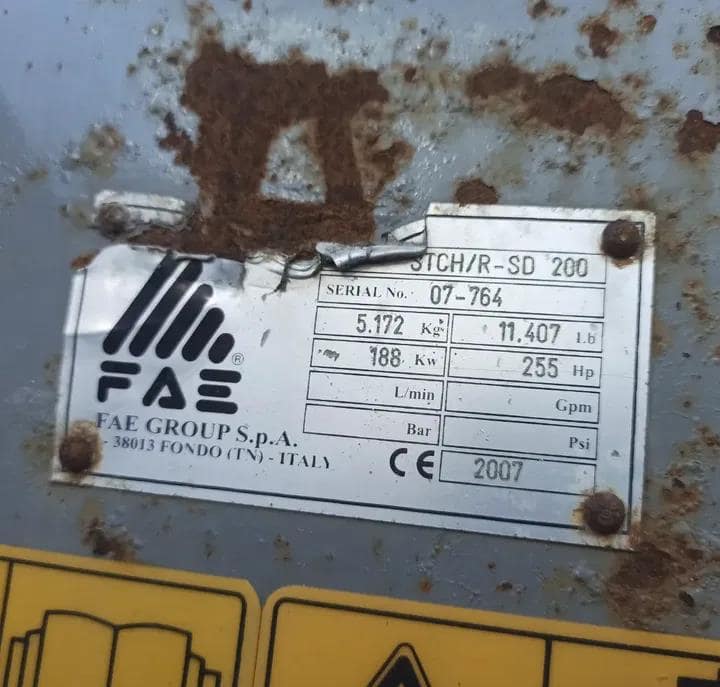 STCH/R-SD 200
SERIAL No. 07-764
5.172 Kg 11.407 Lb
188 Kw 255 Hp
L/min Gpm
Bar Psi
CE 2007
®
FAE
FAE GROUP S.p.A.
- 38013 FONDO (TN) - ITALY